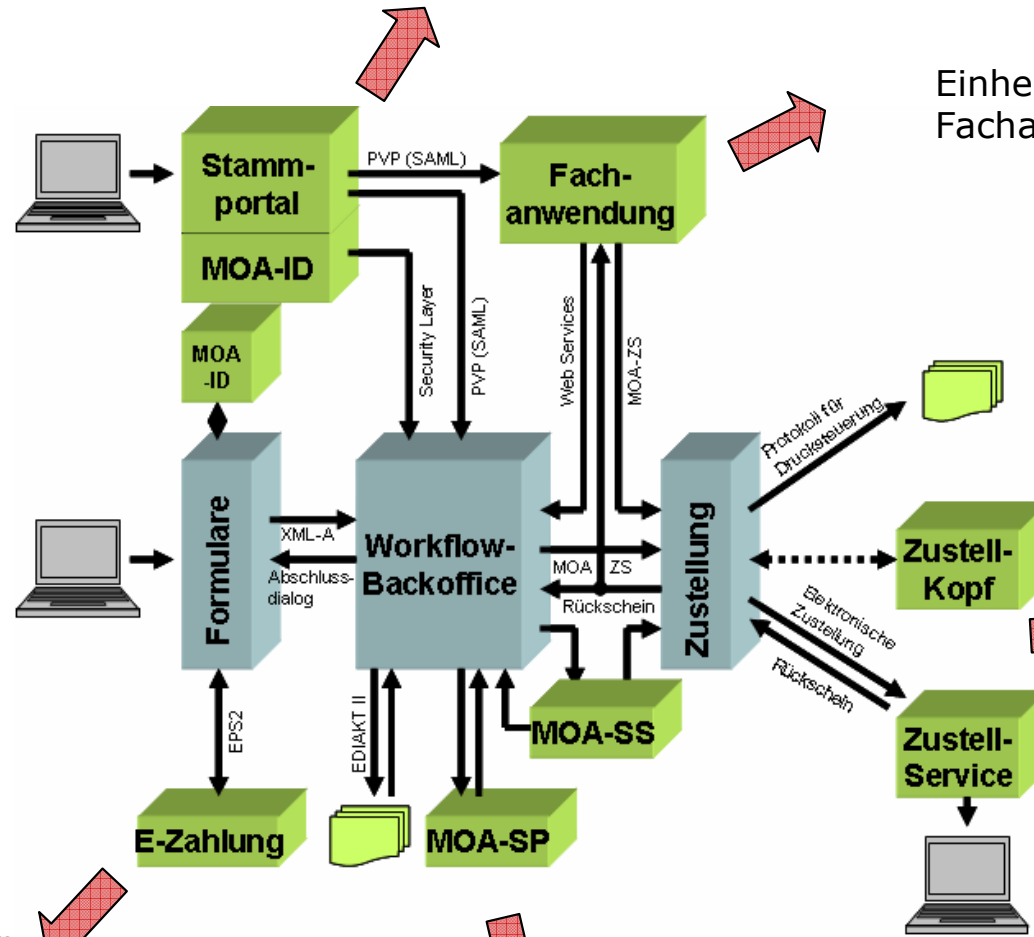 Einhe
Facha
Stamm-
portal
MOA-ID
PVP (SAML)
Fach-
anwendung
MOA
-ID
Security Layer
PVP (SAML)
Web Services
MOA-ZS
Protokoll für
Drucksteuerung
Formulare
XML-A
Abschluss-
dialog
Workflow-
Backoffice
MOA ZS
Rückschein
Zustellung
Zustell-
Kopf
Elektronische
Zustellung
Rückschein
EPS2
EDIAKT II
MOA-SS
Zustell-
Service
E-Zahlung
MOA-SP